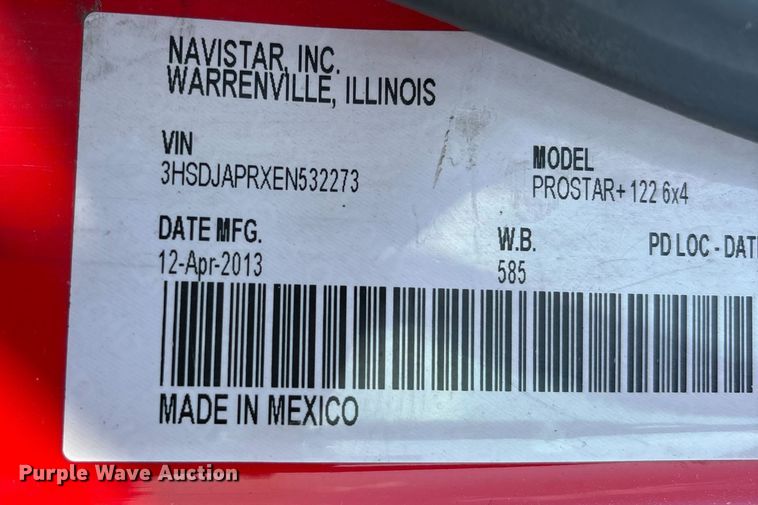 NAVISTAR, INC.
WARRENVILLE, ILLINOIS
VIN
3HSDJAPRXEN532273
MODEL
PROSTAR+ 122 6x4
DATE MFG.
12-Apr-2013
W.B.
585
PD LOC - DAT
MADE IN MEXICO
Purple Wave Auction